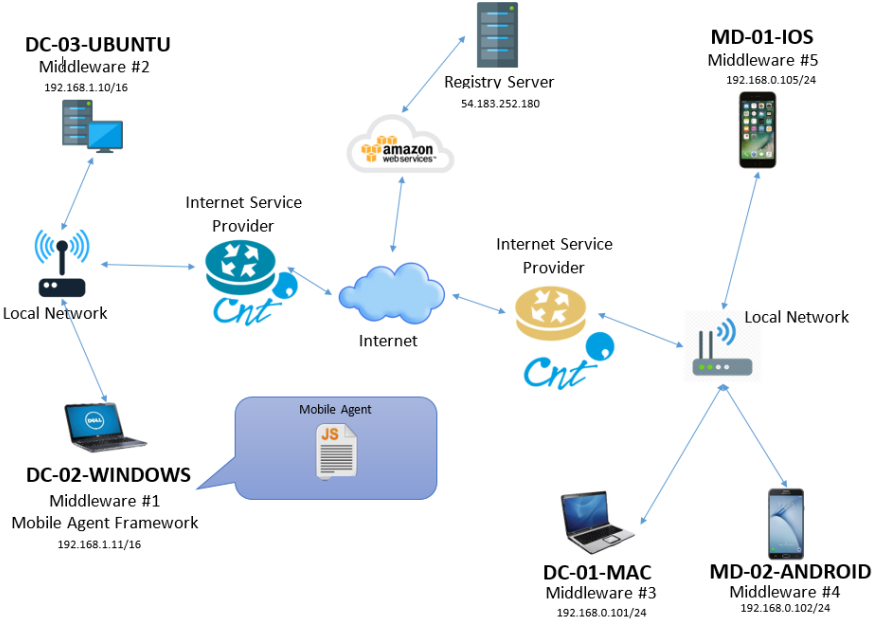 DC-03-UBUNTU
Middleware #2
192.168.1.10/16
Registry Server
54.183.252.180
MD-01-IOS
Middleware #5
192.168.0.105/24
amazon
web services™
Internet Service
Provider
Cnt
Local Network
Internet
Internet Service
Provider
Cnt
Local Network
DELL
DC-02-WINDOWS
Middleware #1
Mobile Agent Framework
192.168.1.11/16
Mobile Agent
JS
DC-01-MAC
Middleware #3
192.168.0.101/24
MD-02-ANDROID
Middleware #4
192.168.0.102/24